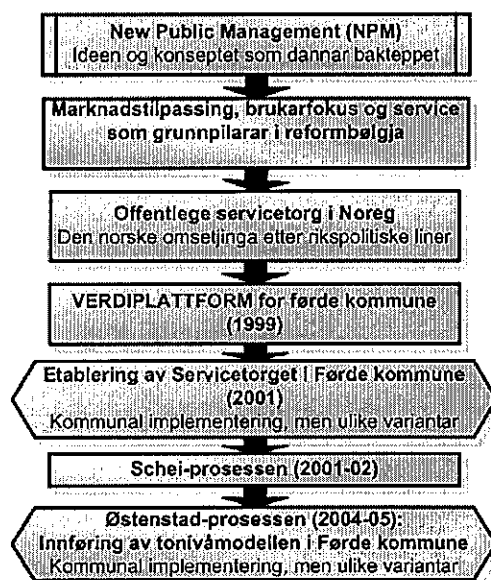 New Public Management (NPM)
Ideen og konseptet som dannar bakteppet
Marknadstilpassing, brukarfokus og service
som grunnpilarar i reformbølgja
Offentlege servicetorg i Noreg
Den norske omsetjinga etter rikspolitiske liner
VERDIPLATTFORM for førde kommune
(1999)
Etablering av Servicetorget i Førde kommune
(2001)
Kommunal implementering, men ulike variantar
Schei-prosessen (2001-02)
Østenstad-prosessen (2004-05):
Innføring av tonivåmodellen i Førde kommune
Kommunal implementering, men ulike variantar